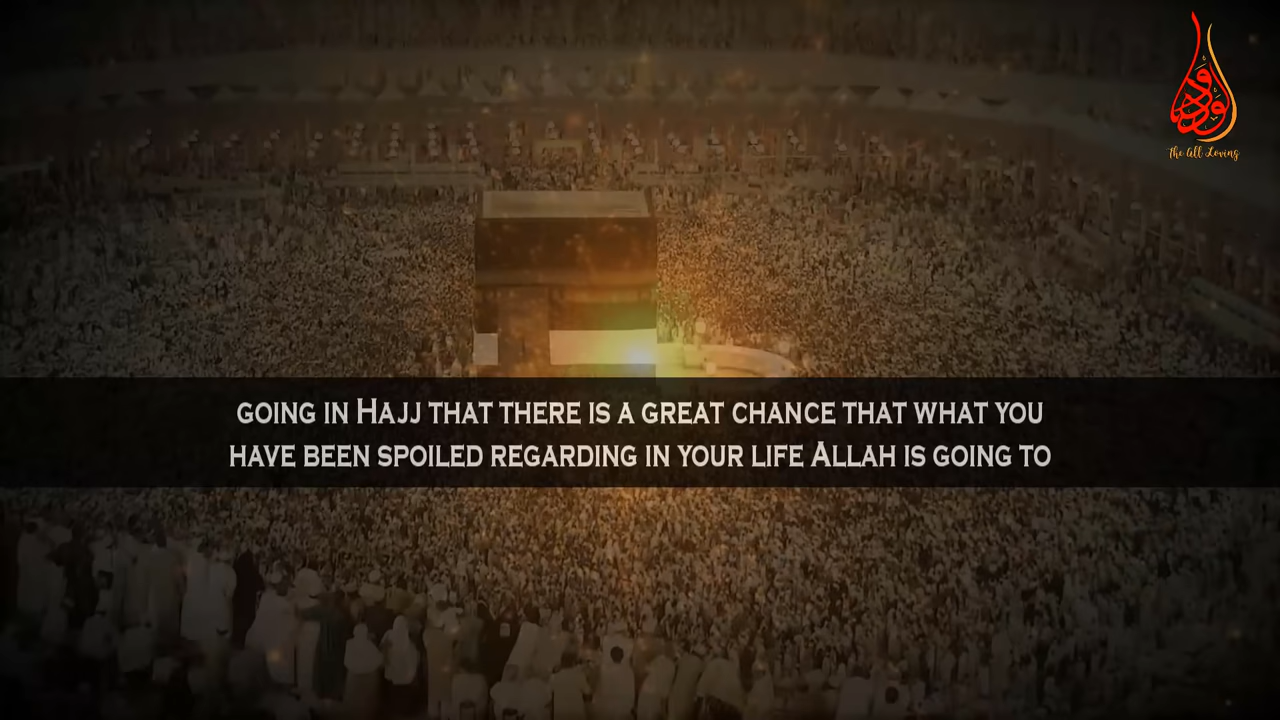 الودود
The All Loving
GOING IN HAJJ THAT THERE IS A GREAT CHANCE THAT WHAT YOU
HAVE BEEN SPOILED REGARDING IN YOUR LIFE ALLAH IS GOING TO